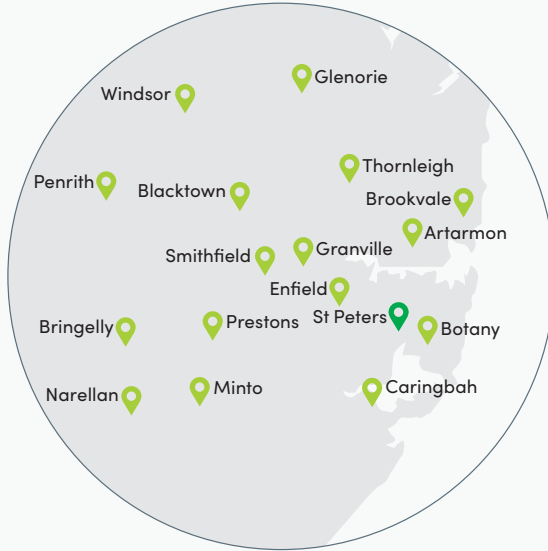 Glenorie
Windsor
Thornleigh
Penrith
Blacktown
Brookvale
Artarmon
Granville
Smithfield
Enfield
St Peters
Prestons
Bringelly
Botany
Minto
Caringbah
Narellan